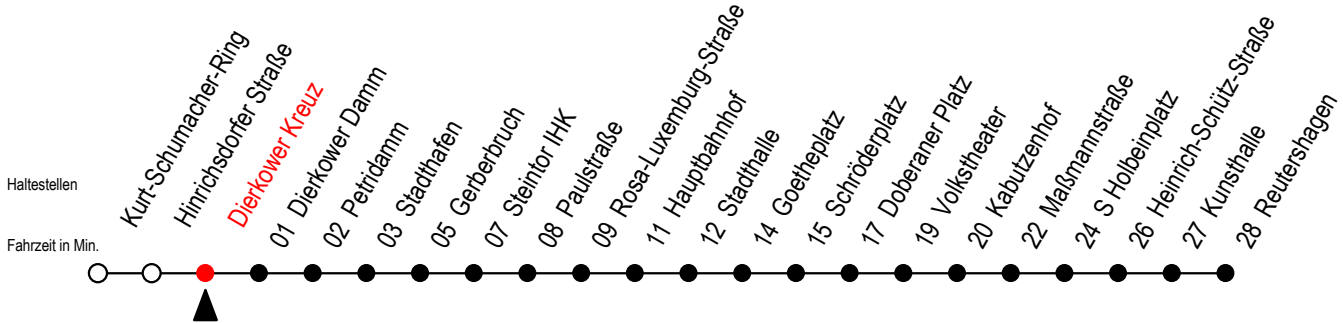 Haltestellen
Fahrzeit in Min.
Kurt-Schumacher-Ring
Hinrichsdorfer Straße
Dierkower Kreuz
01 Dierkower Damm
02 Petridamm
03 Stadthafen
05 Gerberbruch
07 Steintor IHK
08 Paulstraße
09 Rosa-Luxemburg-Straße
11 Hauptbahnhof
12 Stadthalle
14 Goetheplatz
15 Schröderplatz
17 Doberaner Platz
19 Volkstheater
20 Kabutzenhof
22 Maßmannstraße
24 S Holbeinplatz
26 Heinrich-Schütz-Straße
27 Kunsthalle
28 Reutershagen